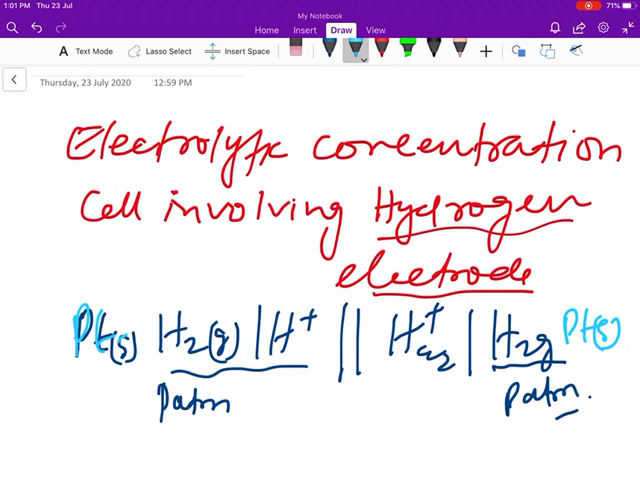 1:01 PM Thu 23 Jul
71%
My Notebook
Home Insert Draw View
A Text Mode Lasso Select Insert Space
Thursday, 23 July 2020 12:59 PM
Electrolyte concentration
Cell involving Hydrogen
electrode
Pt(s) H2(g) | H+ || H+aq | H2g Pt(s)
Patm Patm.